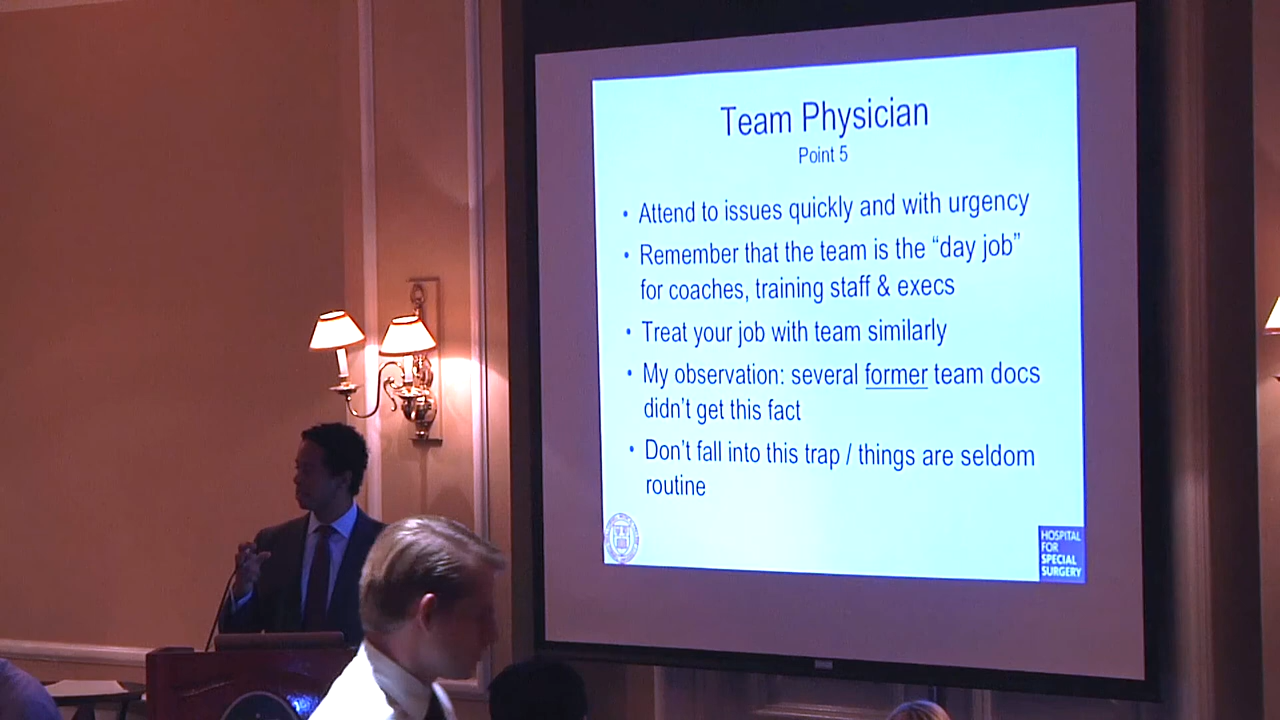 Team Physician
Point 5
• Attend to issues quickly and with urgency
• Remember that the team is the “day job”
for coaches, training staff & execs
• Treat your job with team similarly
• My observation: several former team docs
didn’t get this fact
• Don’t fall into this trap / things are seldom
routine
HOSPITAL
FOR
SPECIAL
SURGERY